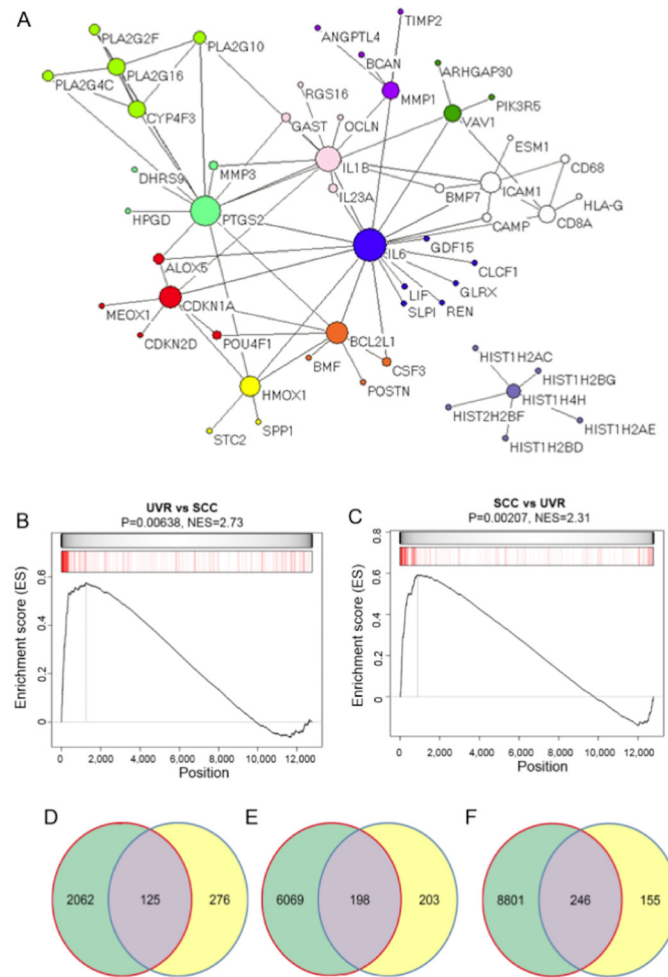 A
PLA2G2F
PLA2G10
PLA2G16
PLA2G4C
CYP4F3
TIMP2
ANGPTL4
BCAN
MMP1
ARHGAP30
PIK3R5
VAV1
RGS16
OCLN
GAST
IL1B
IL23A
ESM1
CD68
ICAM1
BMP7
HLA-G
CAMP
CD8A
DHRS9
MMP3
HPGD
PTGS2
IL6
GDF15
CLCF1
GLRX
LIF
SLPI
REN
ALOX5
CDKN1A
MEOX1
CDKN2D
POU4F1
BCL2L1
BMF
CSF3
POSTN
HMOX1
STC2
SPP1
HIST1H2AC
HIST1H2BG
HIST1H4H
HIST2H2BF
HIST1H2AE
HIST1H2BD
B
UVR vs SCC
P=0.00638, NES=2.73
Enrichment score (ES)
0.6
0.4
0.2
0
0 2,000 4,000 6,000 8,000 10,000 12,000
Position
C
SCC vs UVR
P=0.00207, NES=2.31
Enrichment score (ES)
0.8
0.6
0.4
0.2
0
0 2,000 4,000 6,000 8,000 10,000 12,000
Position
D
2062 125 276
E
6069 198 203
F
8801 246 155